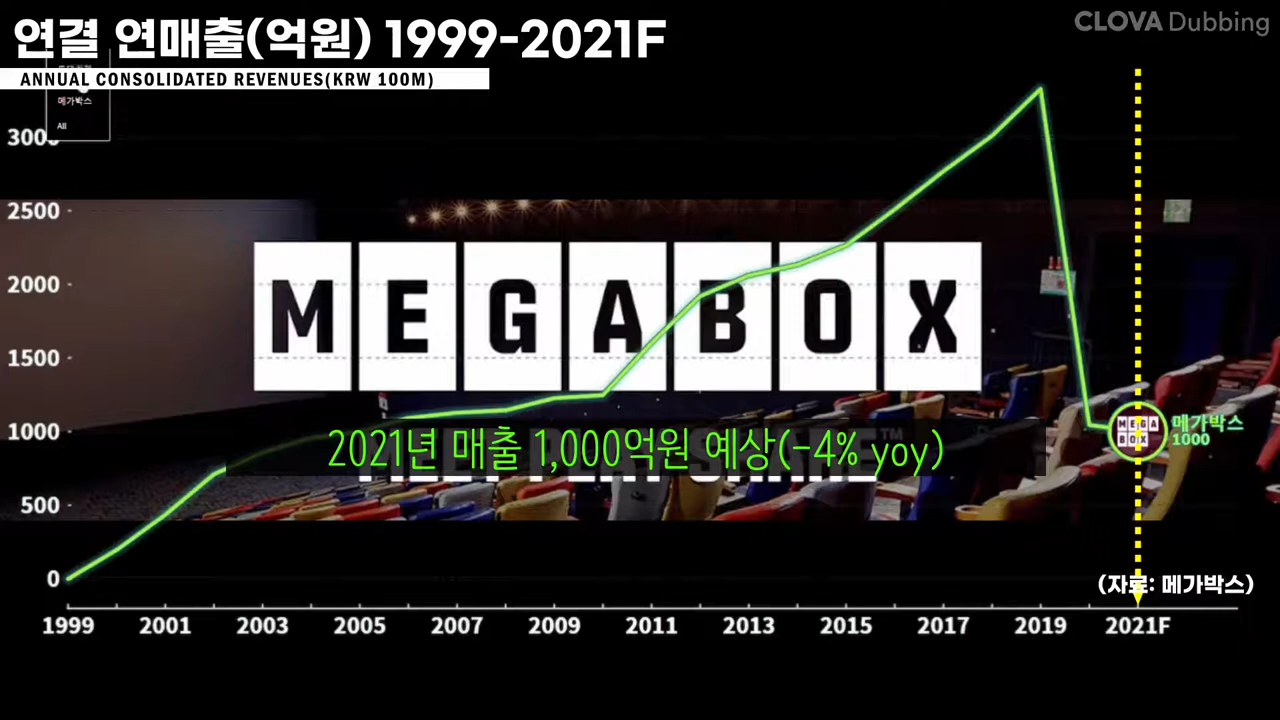 연결 연매출(억원) 1999-2021F
CLOVA Dubbing
ANNUAL CONSOLIDATED REVENUES(KRW 100M)
메가박스
All
3000
2500
2000
1500
1000
500
0
MEGABOX
2021년 매출 1,000억원 예상(-4% yoy)
MEGA
BOX
메가박스
1000
(자료: 메가박스)
1999 2001 2003 2005 2007 2009 2011 2013 2015 2017 2019 2021F